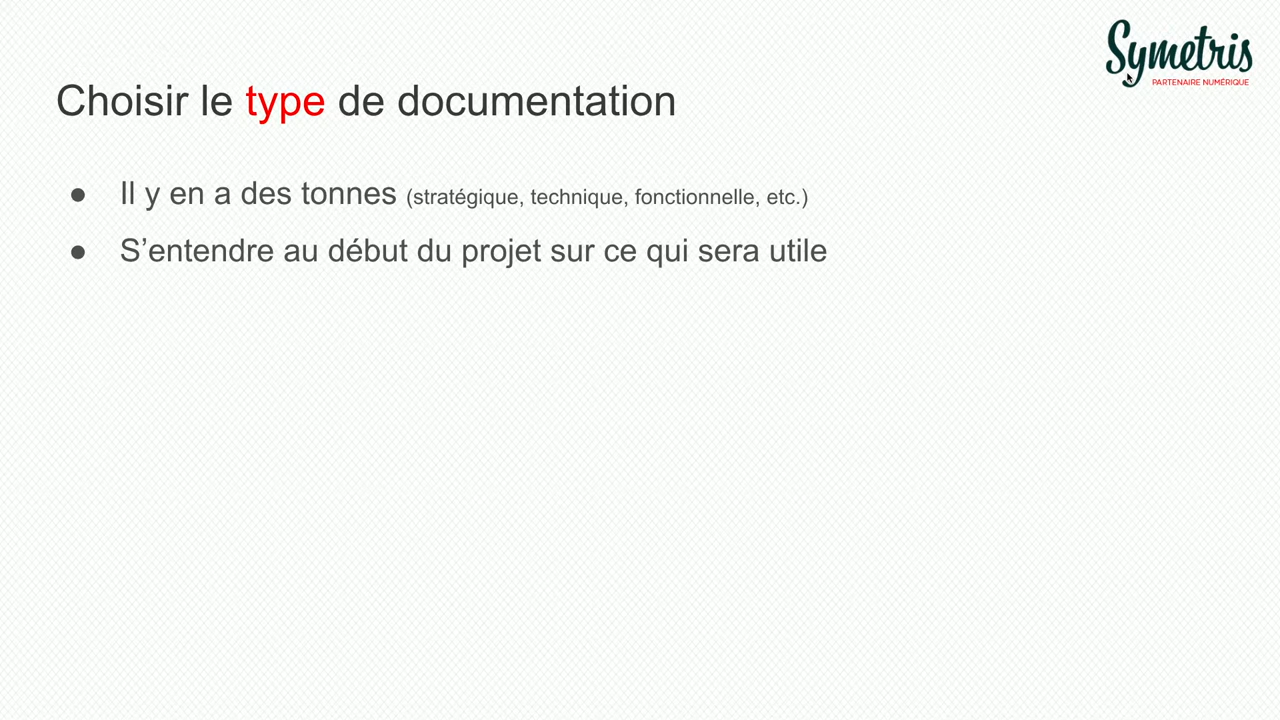 Symetris
PARTENAIRE NUMÉRIQUE
Choisir le type de documentation
● Il y en a des tonnes (stratégique, technique, fonctionnelle, etc.)
● S’entendre au début du projet sur ce qui sera utile